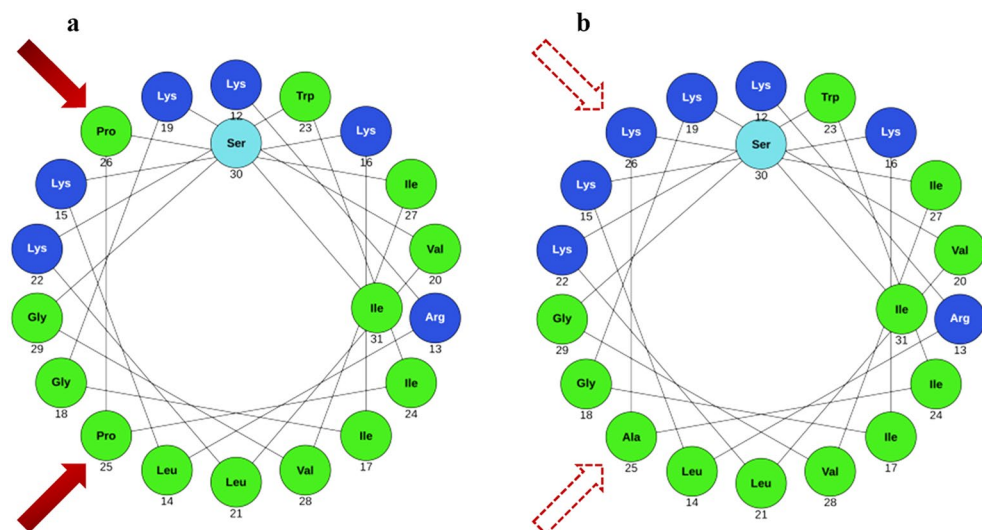 a
b
Lys
12
Lys
19
Trp
23
Pro
26
Ser
30
Lys
16
Lys
15
Ile
27
Lys
22
Val
20
Gly
29
Ile
31
Arg
13
Gly
18
Ile
24
Pro
25
Ile
17
Leu
14
Leu
21
Val
28
Lys
12
Lys
19
Trp
23
Lys
26
Ser
30
Lys
16
Lys
15
Ile
27
Lys
22
Val
20
Gly
29
Ile
31
Arg
13
Gly
18
Ile
24
Ala
25
Ile
17
Leu
14
Leu
21
Val
28